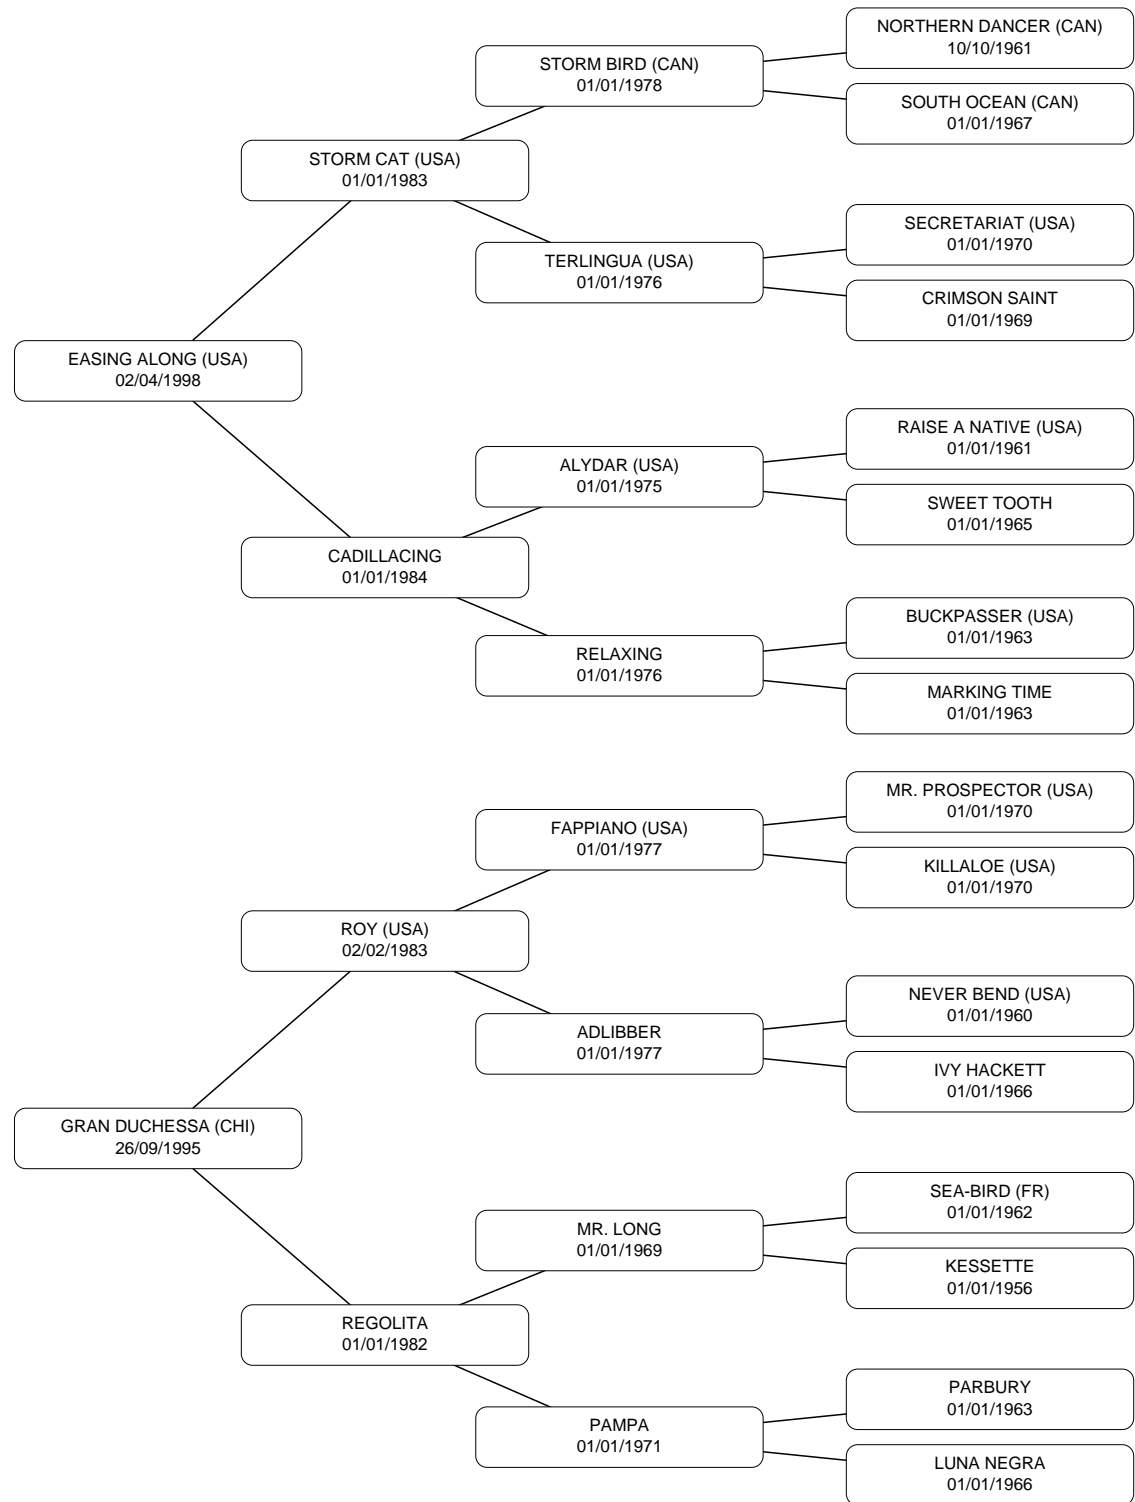 NORTHERN DANCER (CAN)
10/10/1961
STORM BIRD (CAN)
01/01/1978
SOUTH OCEAN (CAN)
01/01/1967
STORM CAT (USA)
01/01/1983
SECRETARIAT (USA)
01/01/1970
TERLINGUA (USA)
01/01/1976
CRIMSON SAINT
01/01/1969
EASING ALONG (USA)
02/04/1998
RAISE A NATIVE (USA)
01/01/1961
ALYDAR (USA)
01/01/1975
SWEET TOOTH
01/01/1965
CADILLACING
01/01/1984
BUCKPASSER (USA)
01/01/1963
RELAXING
01/01/1976
MARKING TIME
01/01/1963
MR. PROSPECTOR (USA)
01/01/1970
FAPPIANO (USA)
01/01/1977
KILLALOE (USA)
01/01/1970
ROY (USA)
02/02/1983
NEVER BEND (USA)
01/01/1960
ADLIBBER
01/01/1977
IVY HACKETT
01/01/1966
GRAN DUCHESSA (CHI)
26/09/1995
SEA-BIRD (FR)
01/01/1962
MR. LONG
01/01/1969
KESSETTE
01/01/1956
REGOLITA
01/01/1982
PARBURY
01/01/1963
PAMPA
01/01/1971
LUNA NEGRA
01/01/1966